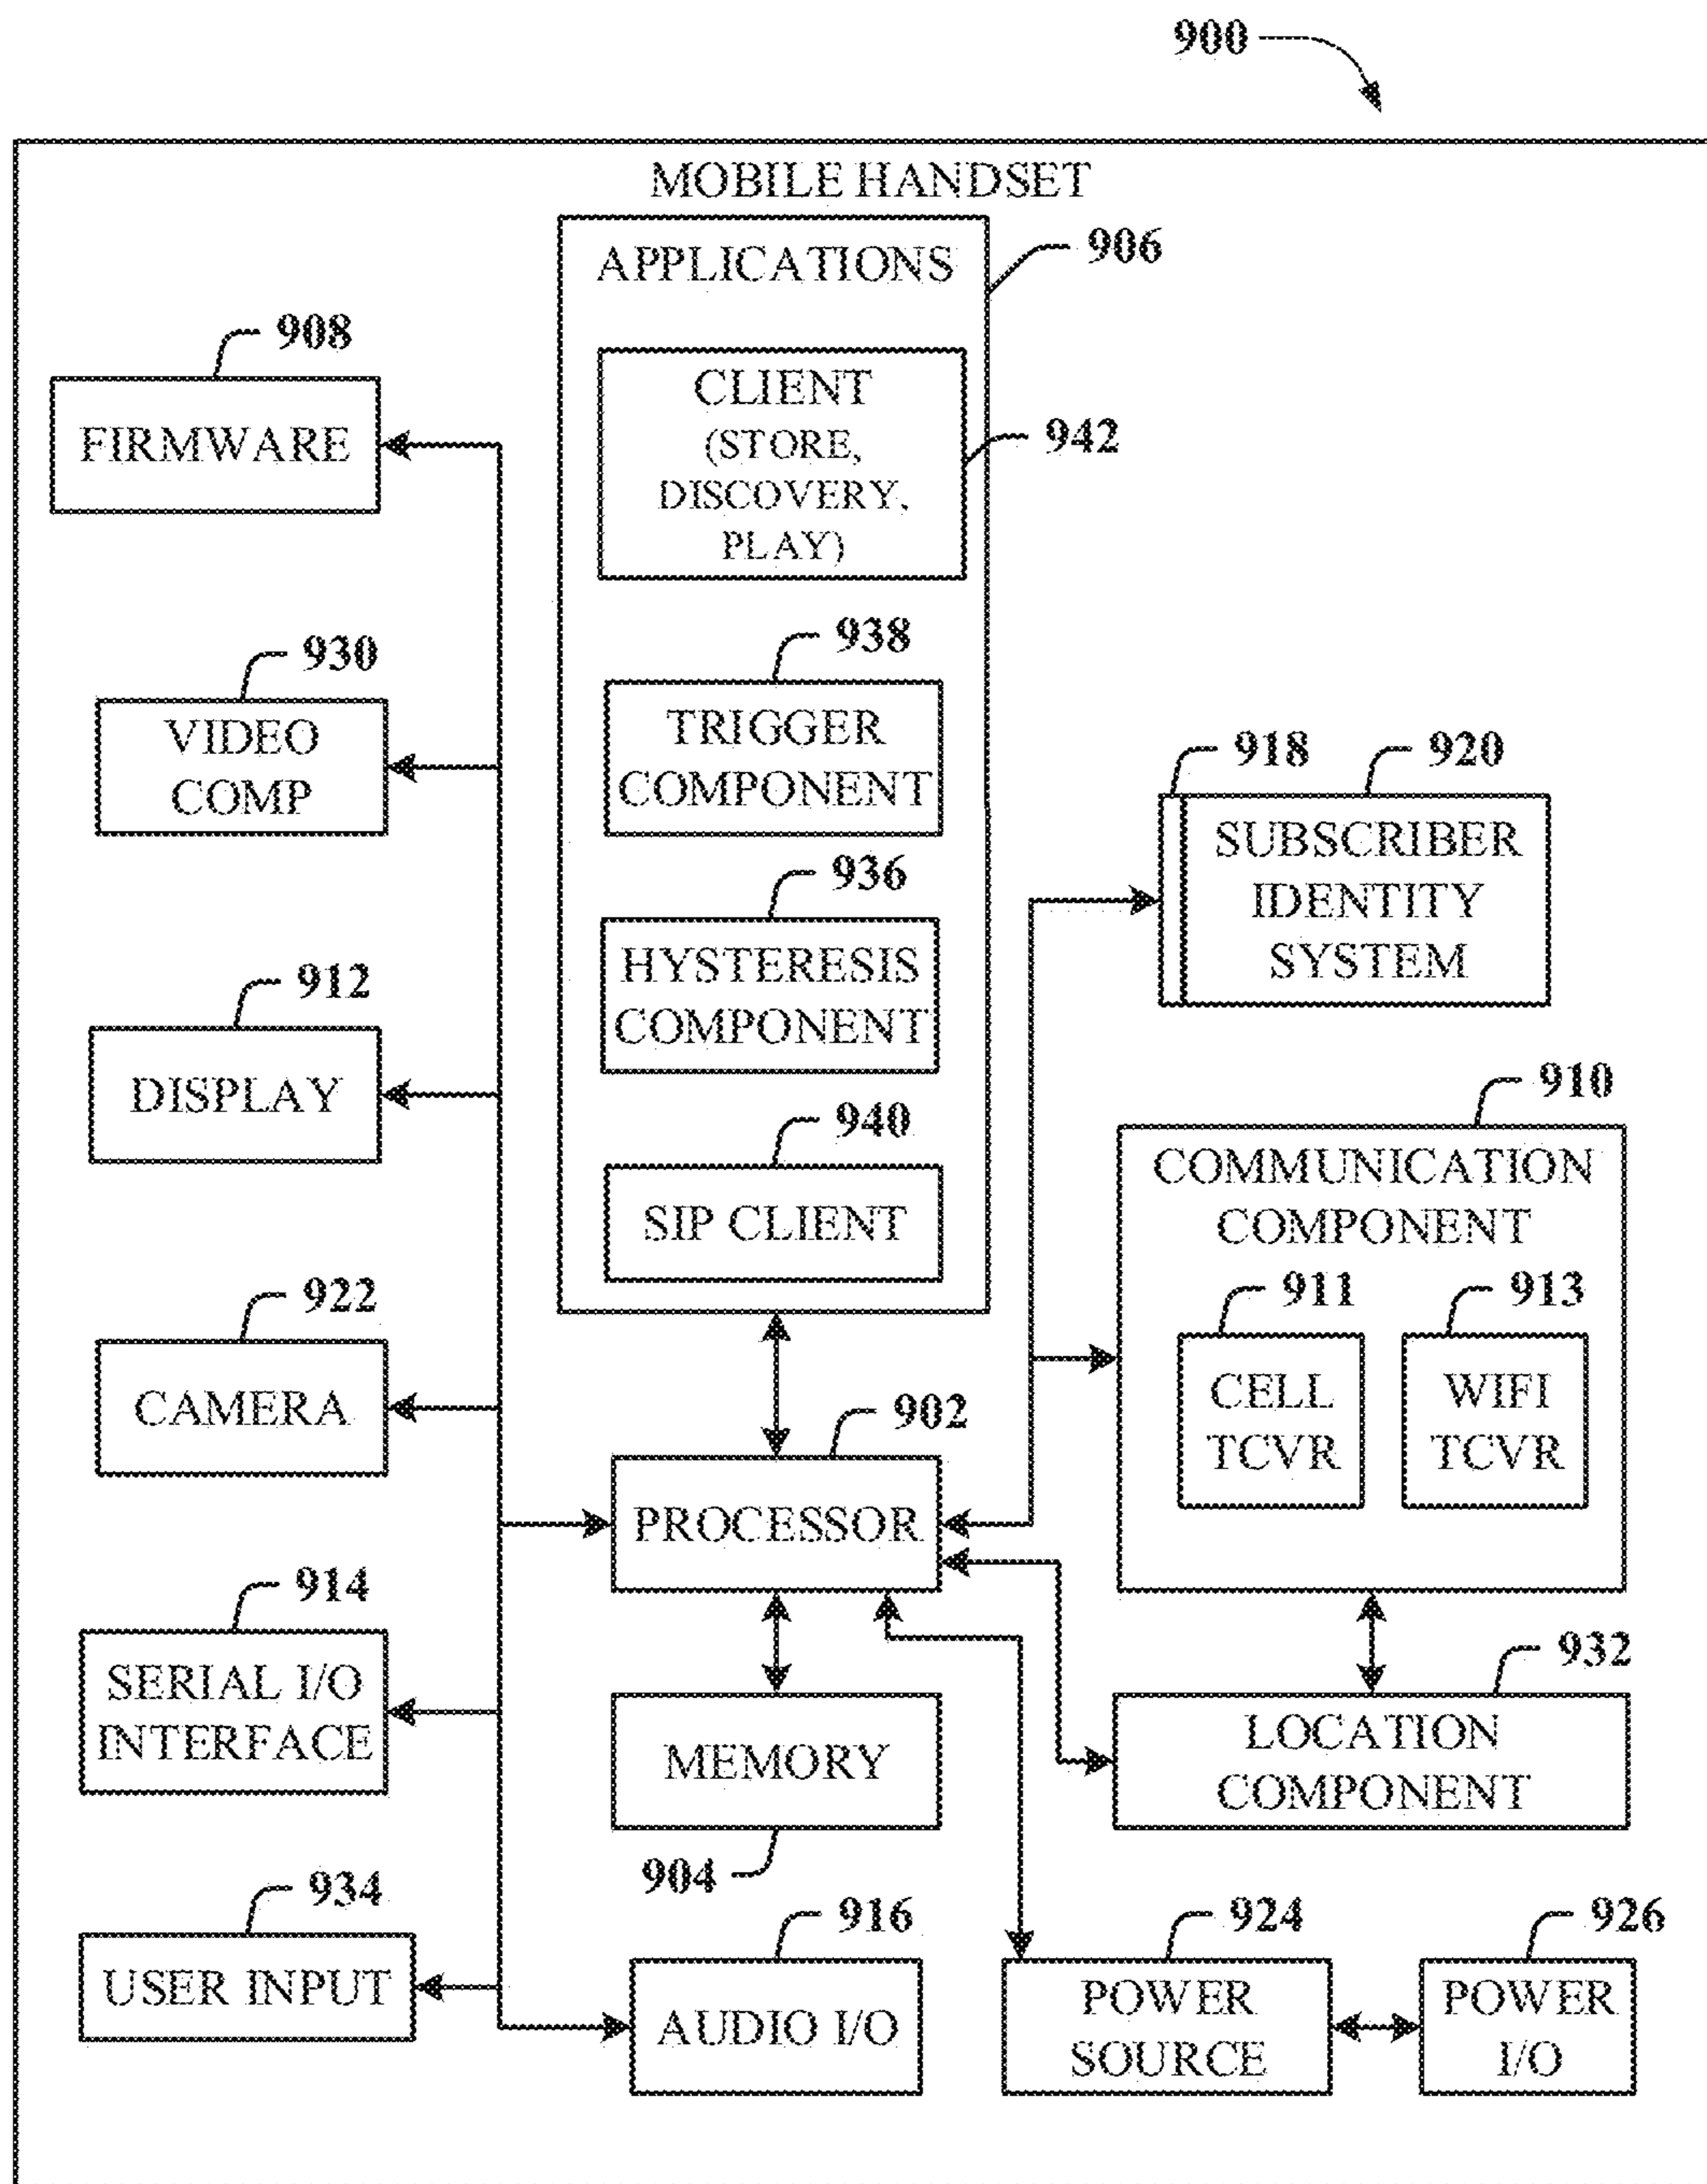 900
MOBILE HANDSET
APPLICATIONS
906
CLIENT
(STORE,
DISCOVERY,
PLAY)
942
908
FIRMWARE
938
TRIGGER
COMPONENT
930
VIDEO
COMP
918
920
SUBSCRIBER
IDENTITY
SYSTEM
936
HYSTERESIS
COMPONENT
912
DISPLAY
940
SIP CLIENT
910
COMMUNICATION
COMPONENT
911
CELL
TCVR
913
WIFI
TCVR
922
CAMERA
902
PROCESSOR
914
SERIAL I/O
INTERFACE
MEMORY
904
932
LOCATION
COMPONENT
934
USER INPUT
916
AUDIO I/O
924
POWER
SOURCE
926
POWER
I/O